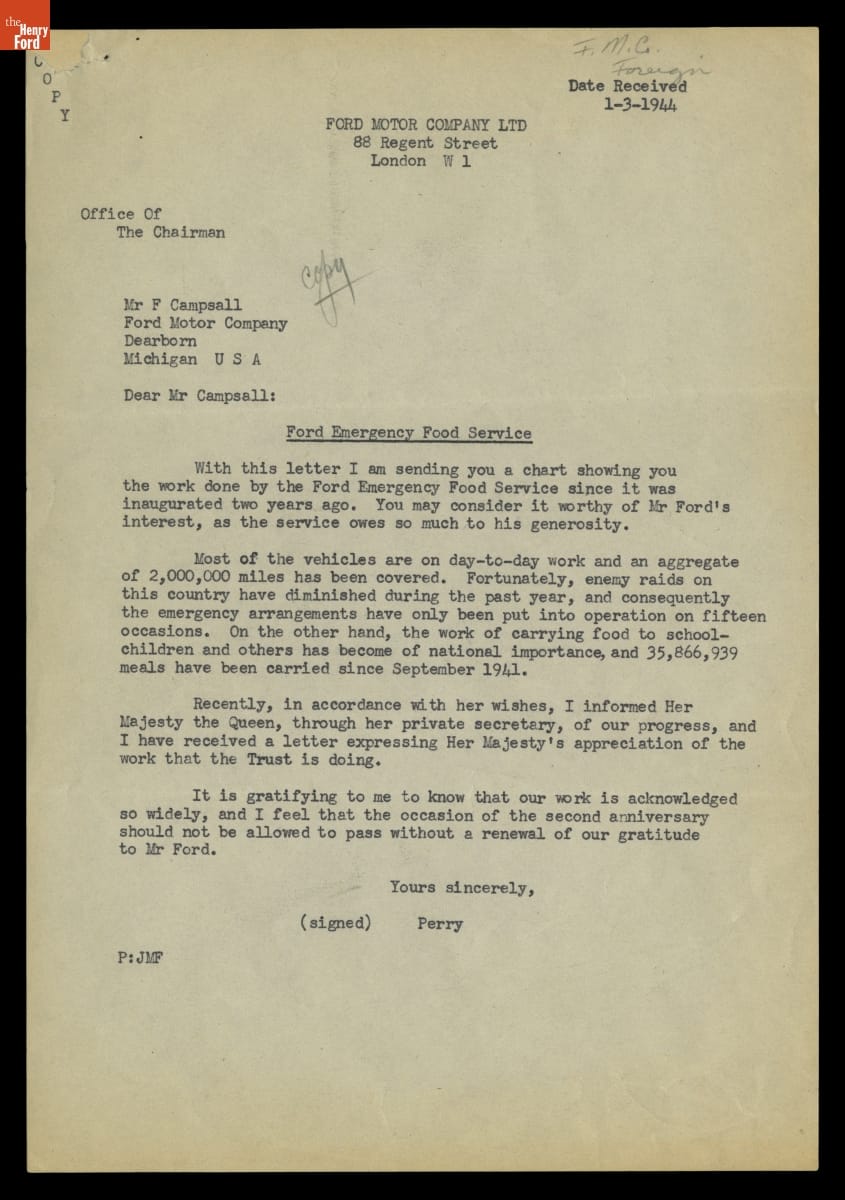 the
Henry
Ford
C
O
P
Y
F. M. C.
Foreign
Date Received
1-3-1944
FORD MOTOR COMPANY LTD
88 Regent Street
London W 1
Office Of
The Chairman
copy
Mr F Campsall
Ford Motor Company
Dearborn
Michigan U S A
Dear Mr Campsall:
Ford Emergency Food Service
With this letter I am sending you a chart showing you
the work done by the Ford Emergency Food Service since it was
inaugurated two years ago. You may consider it worthy of Mr Ford's
interest, as the service owes so much to his generosity.
Most of the vehicles are on day-to-day work and an aggregate
of 2,000,000 miles has been covered. Fortunately, enemy raids on
this country have diminished during the past year, and consequently
the emergency arrangements have only been put into operation on fifteen
occasions. On the other hand, the work of carrying food to school-
children and others has become of national importance, and 35,866,939
meals have been carried since September 1941.
Recently, in accordance with her wishes, I informed Her
Majesty the Queen, through her private secretary, of our progress, and
I have received a letter expressing Her Majesty's appreciation of the
work that the Trust is doing.
It is gratifying to me to know that our work is acknowledged
so widely, and I feel that the occasion of the second anniversary
should not be allowed to pass without a renewal of our gratitude
to Mr Ford.
Yours sincerely,
(signed) Perry
P:JMF